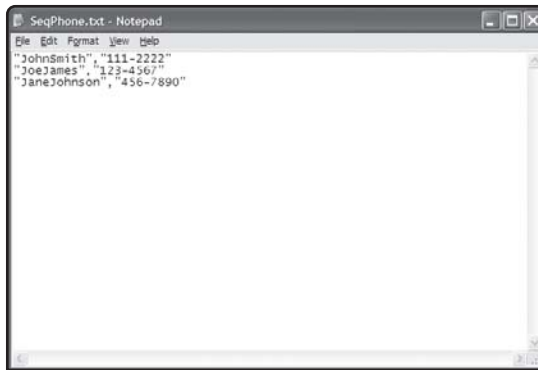 SeqPhone.txt - Notepad
File Edit Format View Help
"JohnSmith","111-2222"
"JoeJames","123-4567"
"JaneJohnson","456-7890"